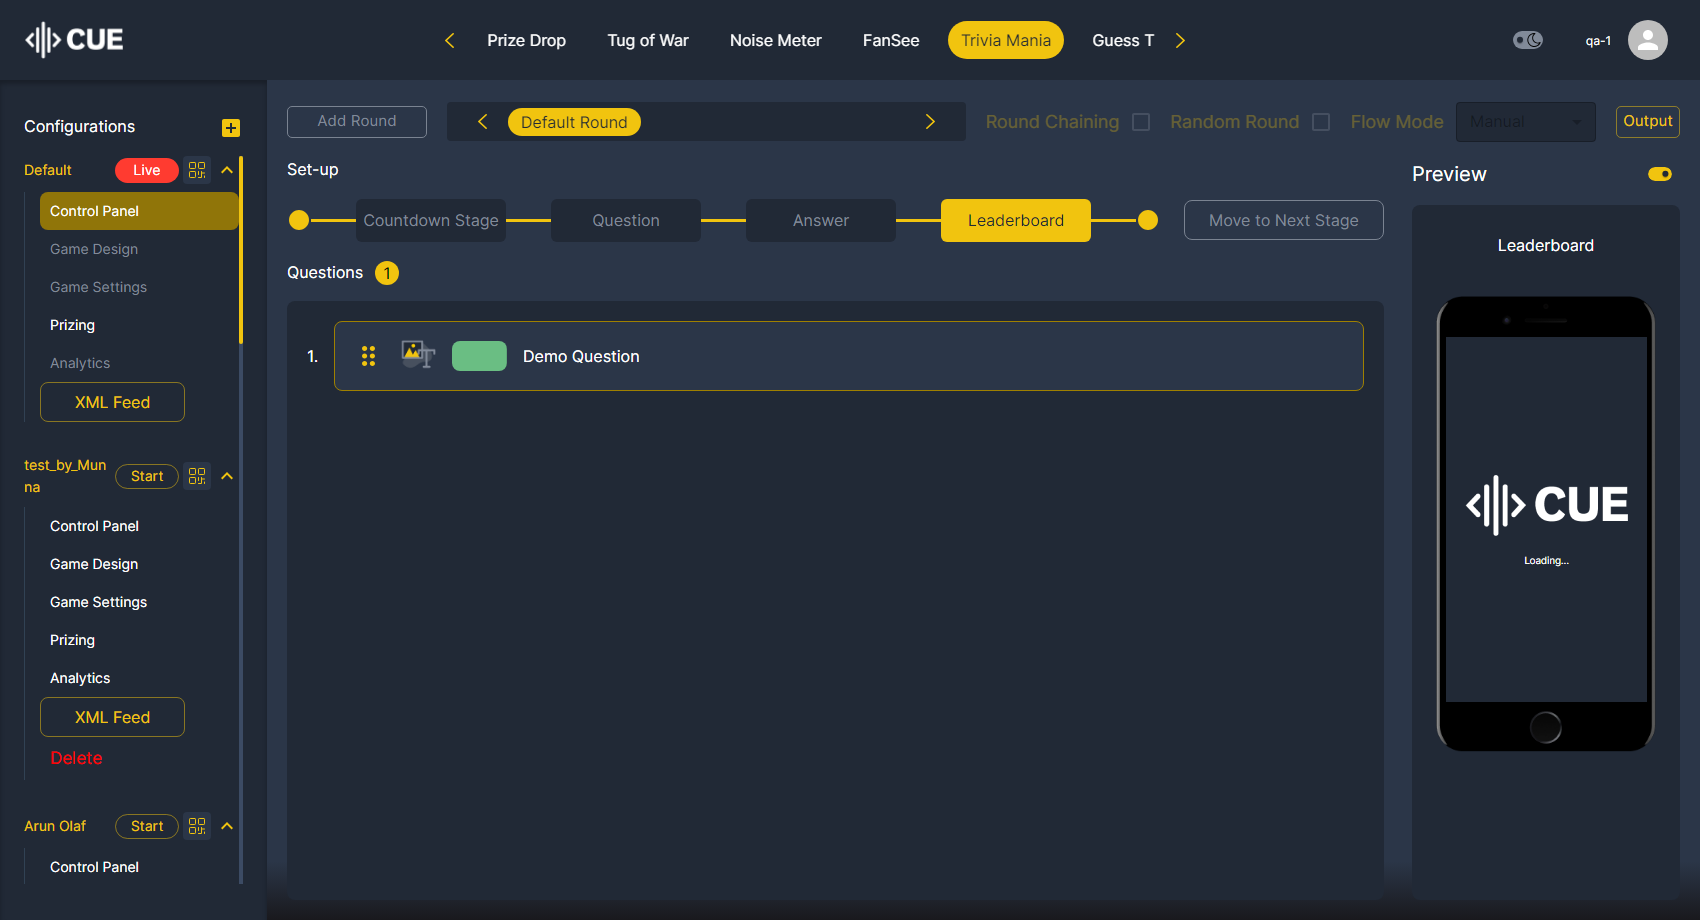 CUE
Prize Drop
Tug of War
Noise Meter
FanSee
Trivia Mania
Guess T
qa-1
Configurations
Default
Live
Control Panel
Game Design
Game Settings
Prizing
Analytics
XML Feed
test_by_Mun
na
Start
Control Panel
Game Design
Game Settings
Prizing
Analytics
XML Feed
Delete
Arun Olaf
Start
Control Panel
Add Round
Default Round
Round Chaining
Random Round
Flow Mode
Manual
Output
Set-up
Countdown Stage
Question
Answer
Leaderboard
Move to Next Stage
Questions 1
1.
Demo Question
Preview
Leaderboard
CUE
Loading...